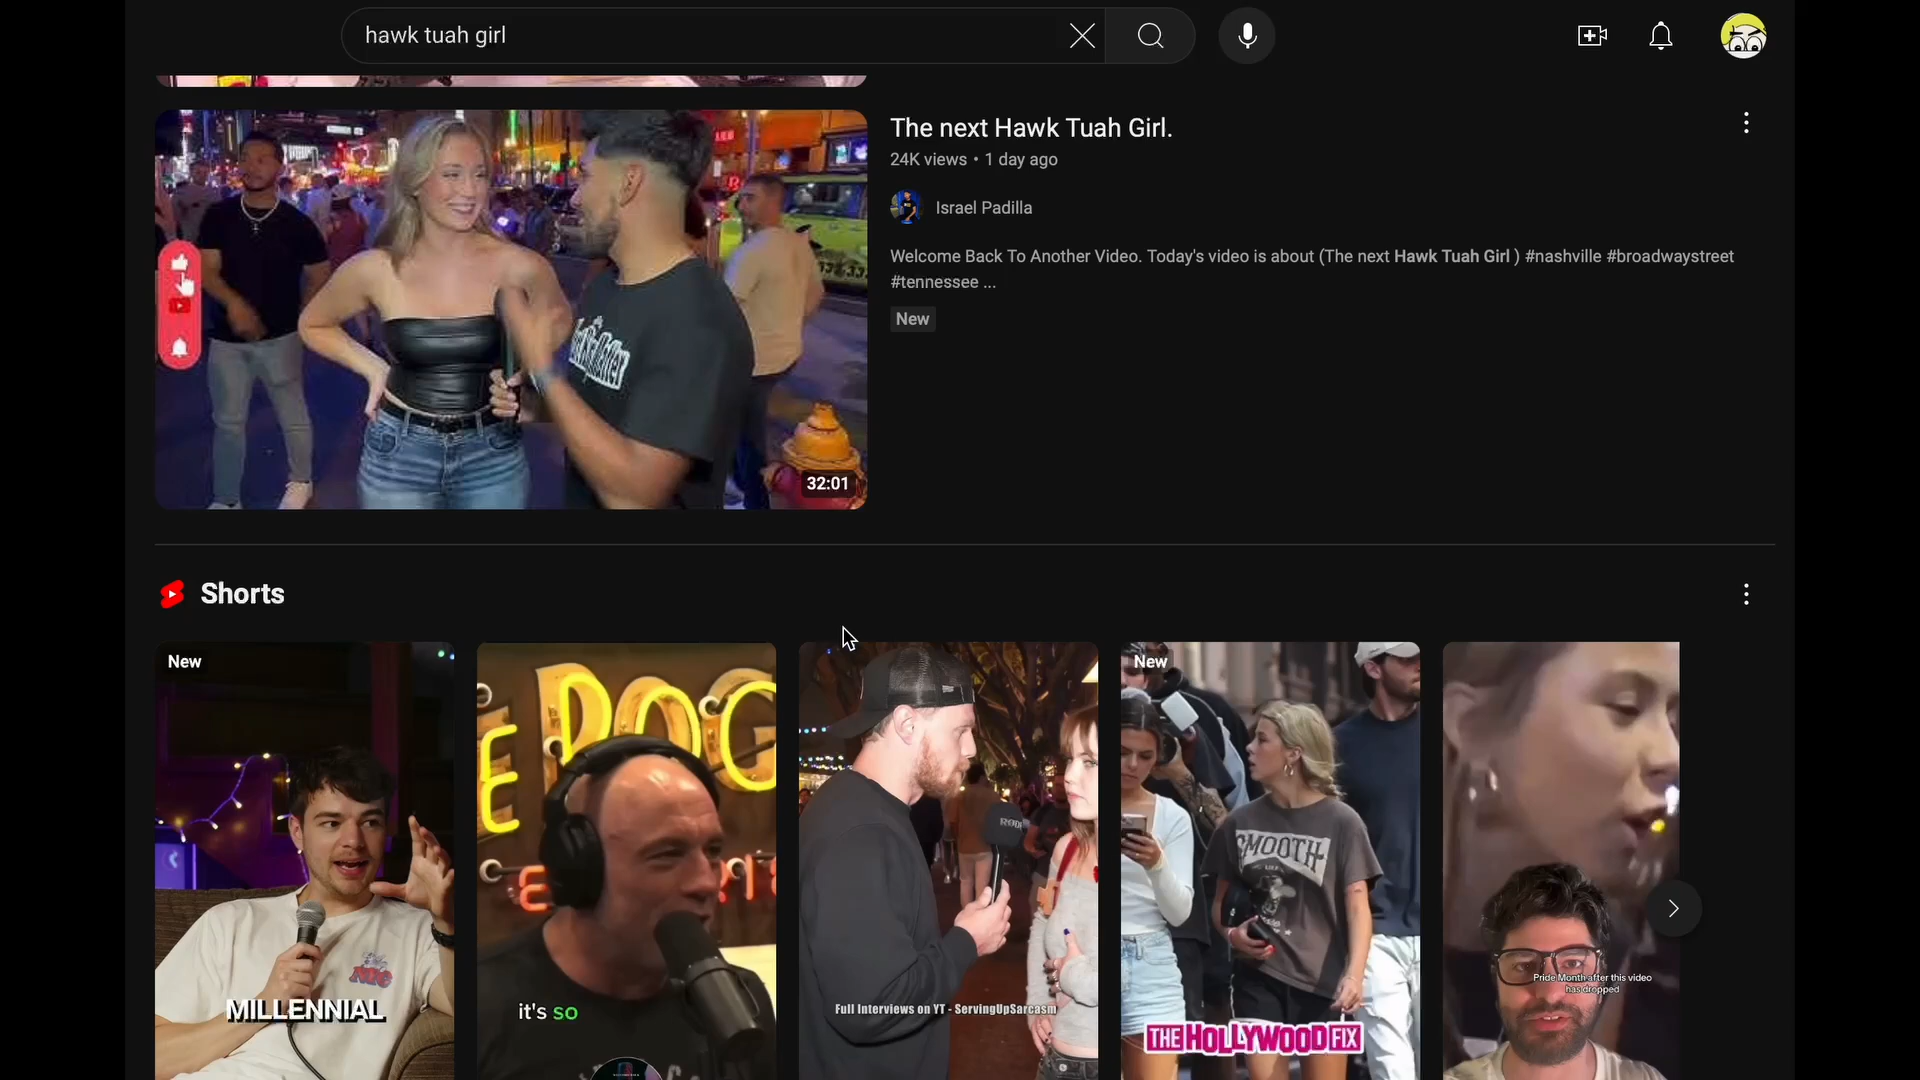 hawk tuah girl
The next Hawk Tuah Girl.
24K views • 1 day ago
Israel Padilla
Welcome Back To Another Video. Today's video is about (The next Hawk Tuah Girl ) #nashville #broadwaystreet
#tennessee ...
New
32:01
Shorts
New
New
SMOOTH
RODE
MILLENNIAL
it's so
Full Interviews on YT - ServingUpSarcasm
THE HOLLYWOOD FIX
Pride Month after this video
has dropped